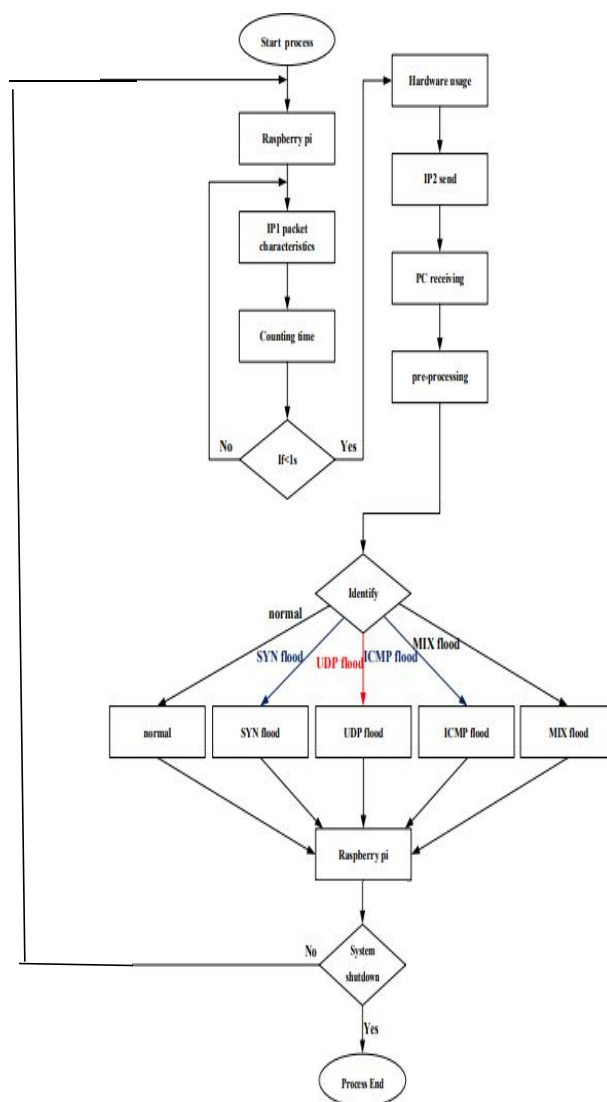 Start process
Raspberry pi
IP1 packet
characteristics
Counting time
No
Yes
If<1s
Hardware usage
IP2 send
PC receiving
pre-processing
Identify
normal
SYN flood
UDP flood
ICMP flood
MIX flood
normal
SYN flood
UDP flood
ICMP flood
MIX flood
Raspberry pi
No
System
shutdown
Yes
Process End